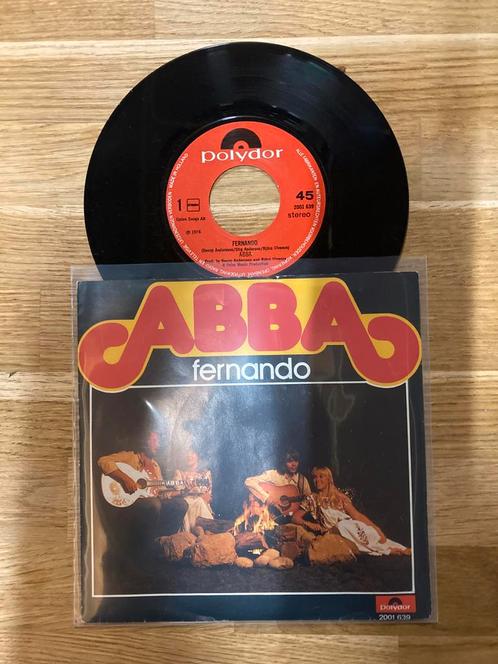 polydor
45
1
2001 639
stereo
Union Songs AB
℗ 1976
FERNANDO
(Benny Andersson/Stig Anderson/Björn Ulvaeus)
ABBA
Prod. by Benny Andersson and Björn Ulvaeus
A Polar Music Production
MADE IN HOLLAND
ABBA
fernando
ABBA
polydor
2001 639